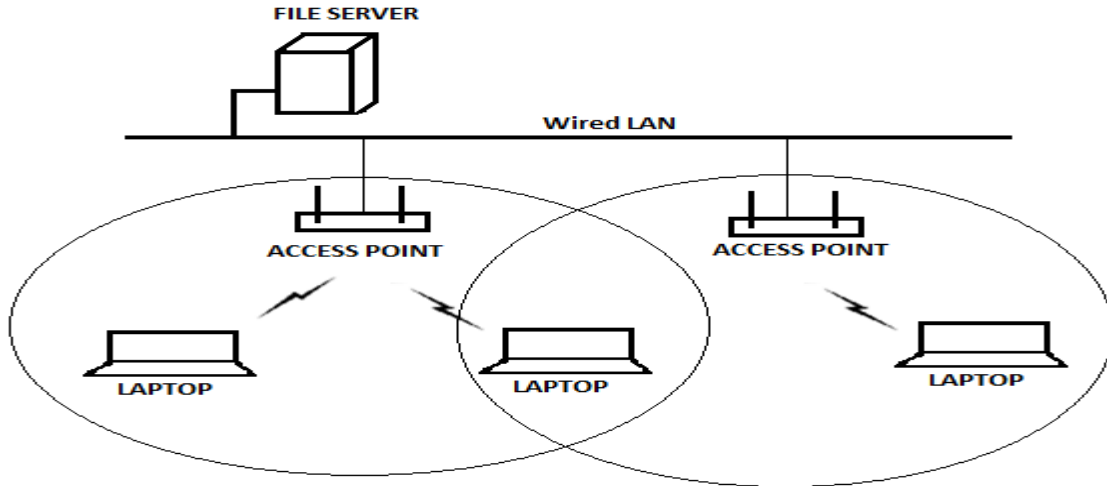 FILE SERVER
Wired LAN
ACCESS POINT
ACCESS POINT
LAPTOP
LAPTOP
LAPTOP